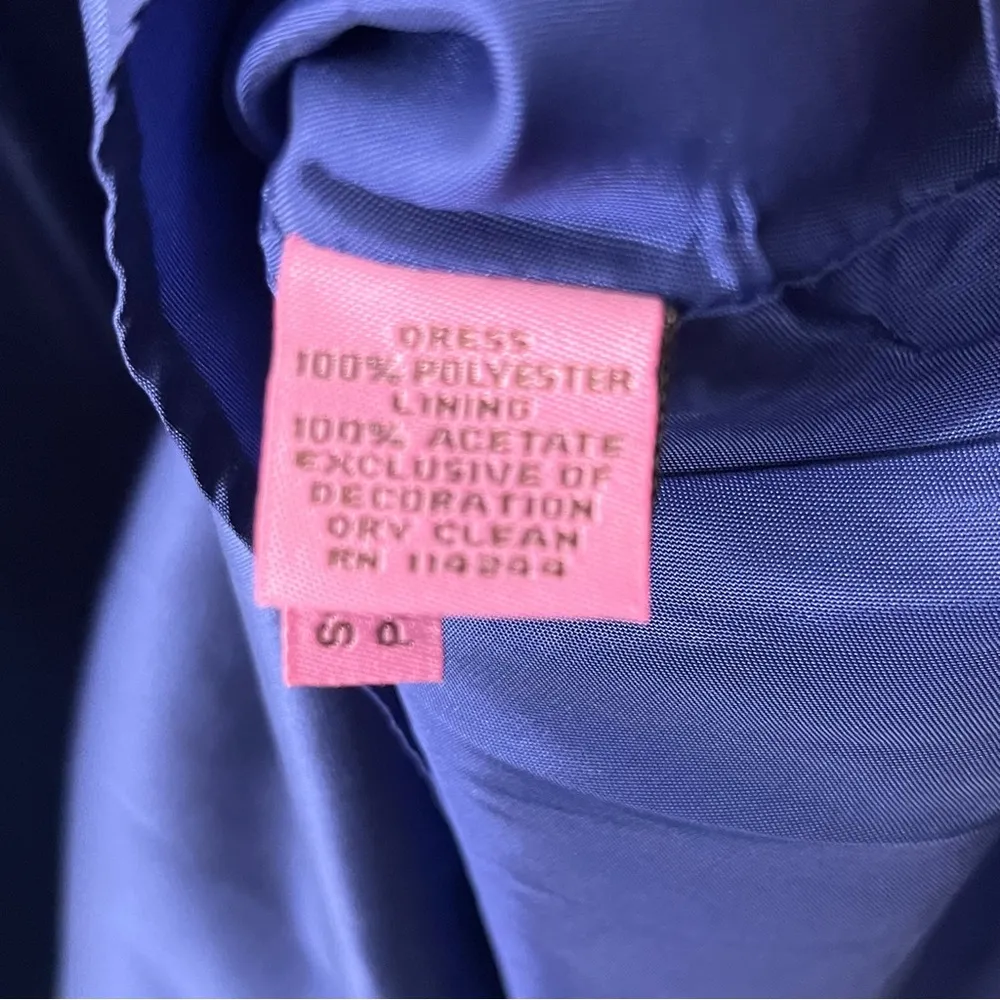 DRESS
100% POLYESTER
LINING
100% ACETATE
EXCLUSIVE OF
DECORATION
DRY CLEAN
RN 114244
S P